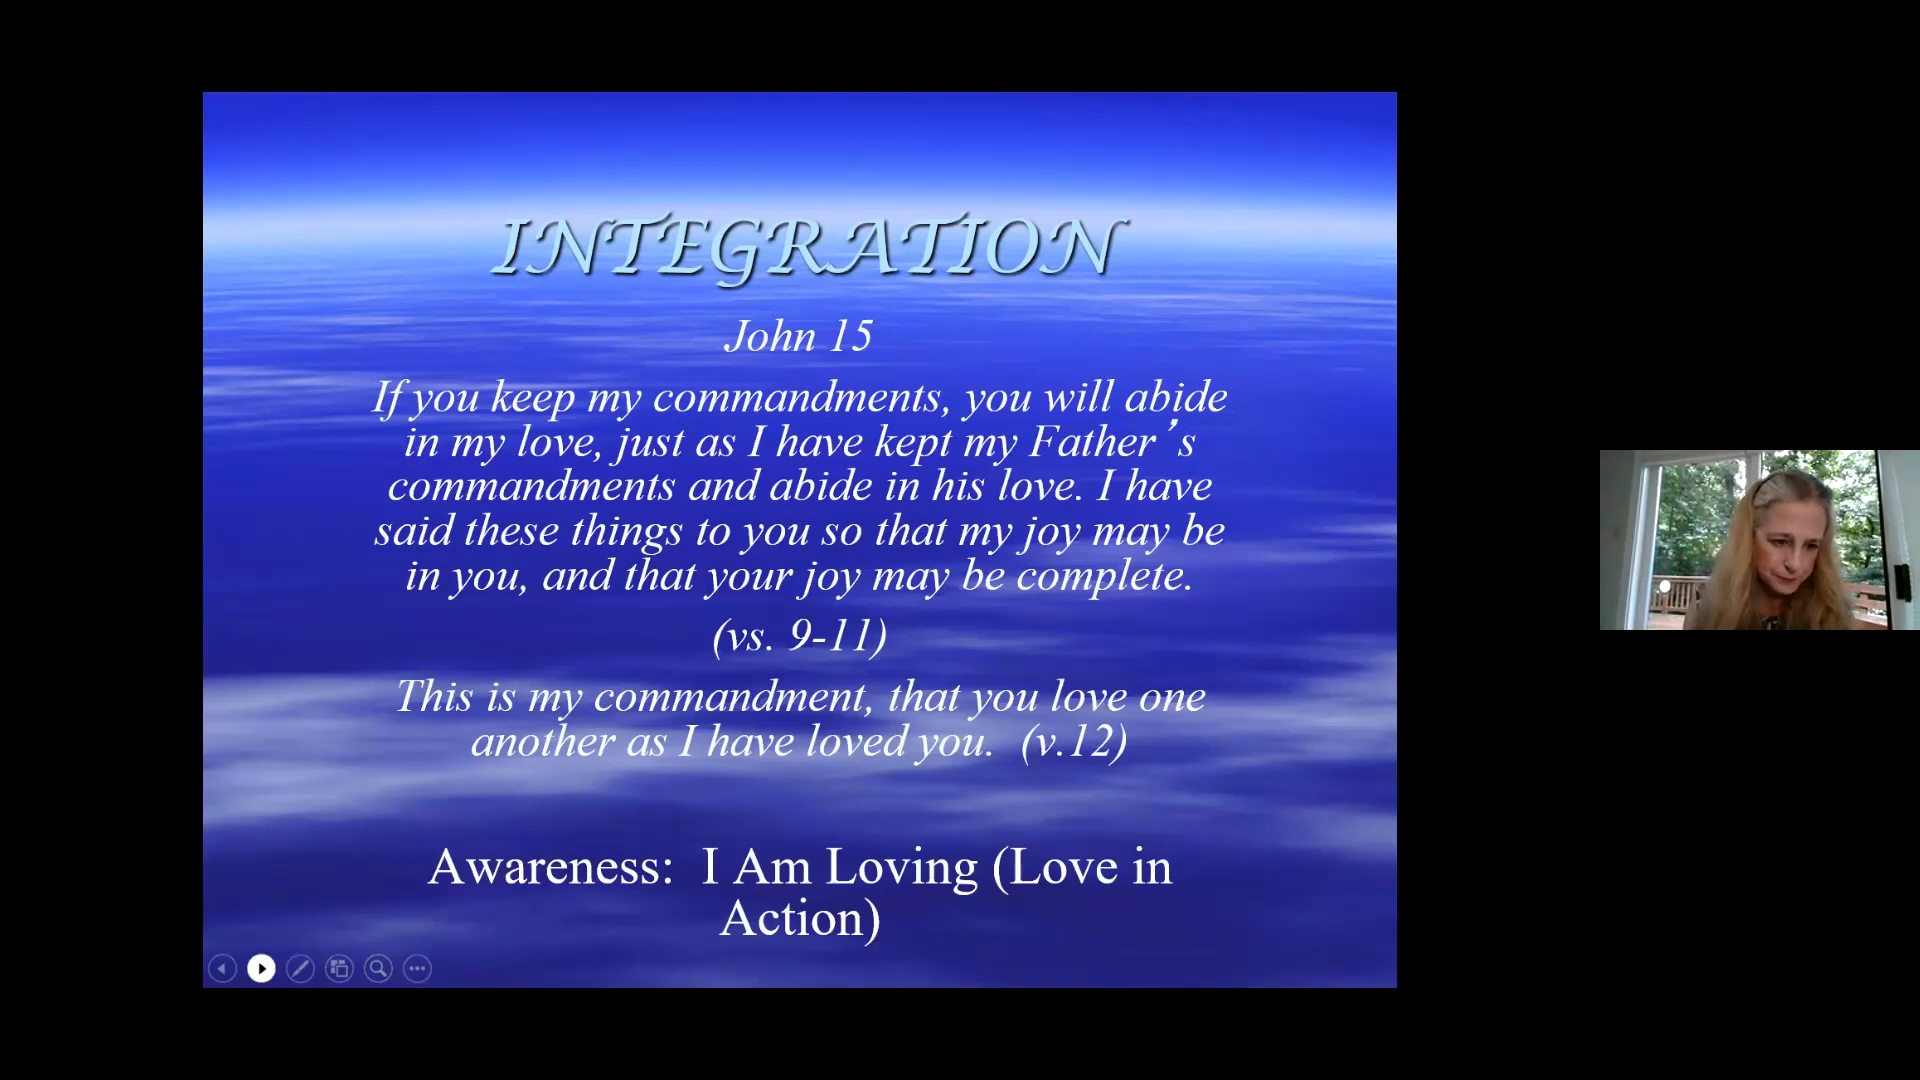 INTEGRATION
John 15
If you keep my commandments, you will abide
in my love, just as I have kept my Father’s
commandments and abide in his love. I have
said these things to you so that my joy may be
in you, and that your joy may be complete.
(vs. 9-11)
This is my commandment, that you love one
another as I have loved you.  (v.12)
Awareness:  I Am Loving (Love in
Action)